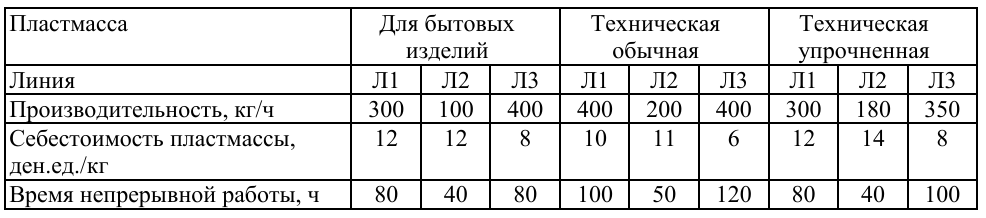 Пластмасса Для бытовых Техническая Техническая
изделий обычная упрочненная
Линия Л1 Л2 Л3 Л1 Л2 Л3 Л1 Л2 Л3
Производительность, кг/ч 300 100 400 400 200 400 300 180 350
Себестоимость пластмассы, 12 12 8 10 11 6 12 14 8
ден.ед./кг
Время непрерывной работы, ч 80 40 80 100 50 120 80 40 100